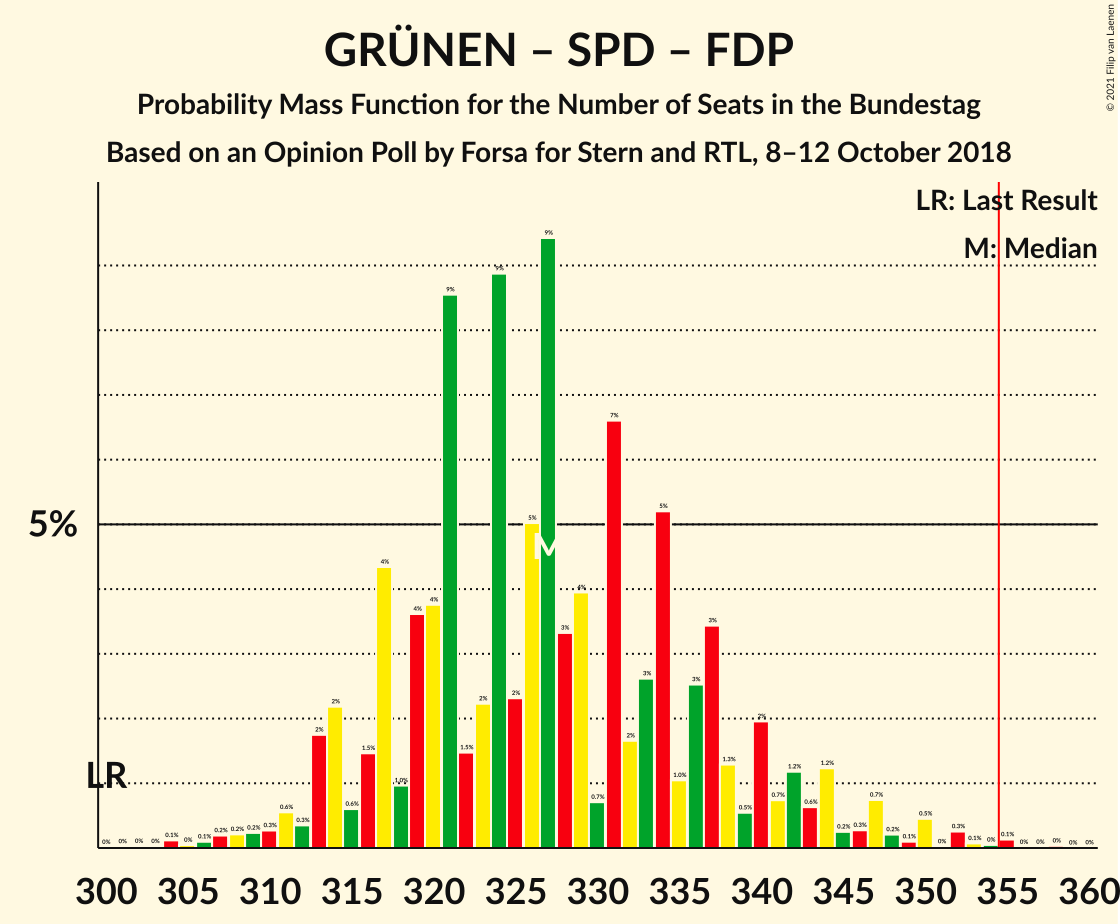 GRÜNEN – SPD – FDP
Probability Mass Function for the Number of Seats in the Bundestag
Based on an Opinion Poll by Forsa for Stern and RTL, 8–12 October 2018
© 2021 Filip van Laenen
LR: Last Result
M: Median
5%
LR
M
0% 0% 0% 0% 0.1% 0% 0.1% 0.2% 0.2% 0.2% 0.3% 0.6% 0.3% 2% 2% 0.6% 1.5% 4% 1.0% 4% 4% 9% 1.5% 2% 9% 2% 5% 9% 3% 4% 0.7% 7% 2% 3% 5% 1.0% 3% 3% 1.3% 0.5% 2% 0.7% 1.2% 0.6% 1.2% 0.2% 0.3% 0.7% 0.2% 0.1% 0.5% 0% 0.3% 0.1% 0% 0.1% 0% 0% 0% 0% 0%
300 305 310 315 320 325 330 335 340 345 350 355 360